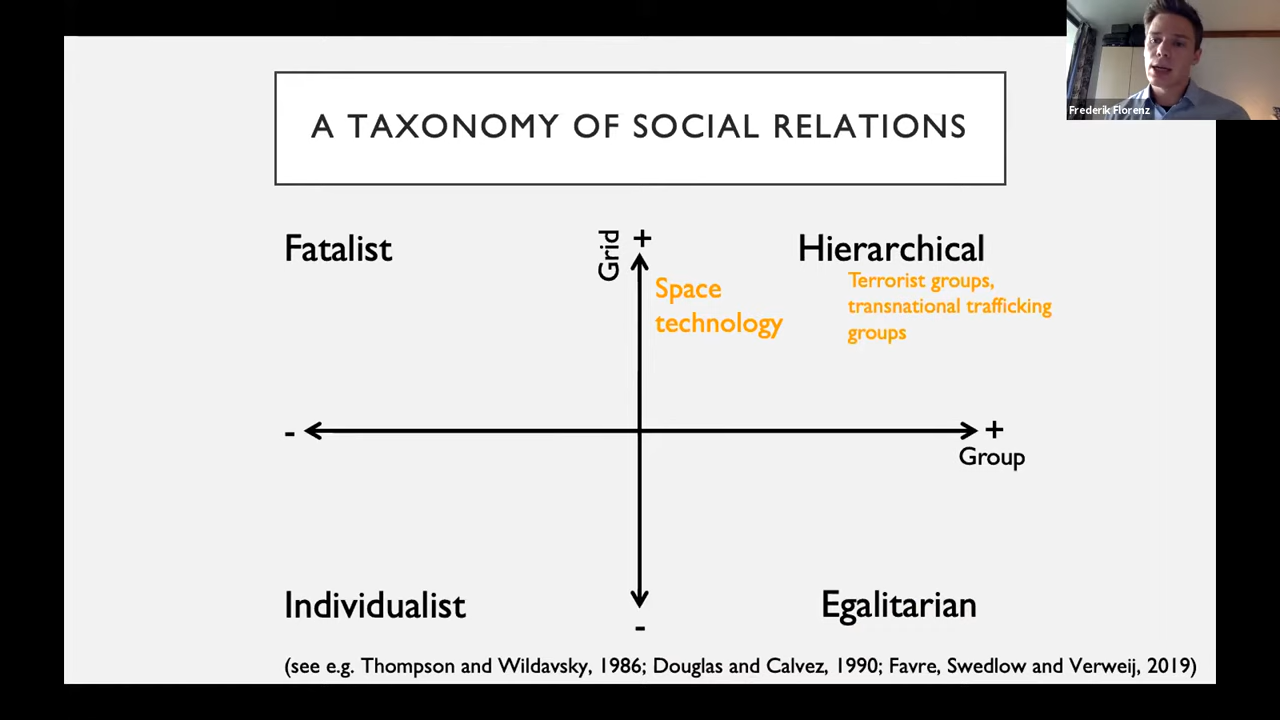 Frederik Florenz
A TAXONOMY OF SOCIAL RELATIONS
Fatalist
Grid
+
Hierarchical
Space
technology
Terrorist groups,
transnational trafficking
groups
-
+
Group
Individualist
Egalitarian
-
(see e.g. Thompson and Wildavsky, 1986; Douglas and Calvez, 1990; Favre, Swedlow and Verweij, 2019)